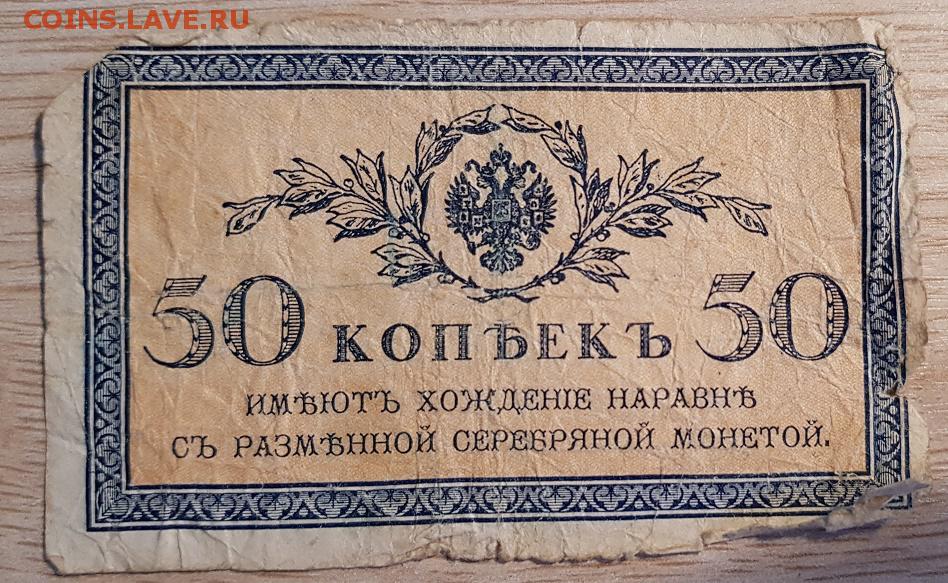 COINS.LAVE.RU
50 КОПѢЕКЪ 50
ИМѢЮТЪ ХОЖДЕНІЕ НАРАВНѢ
СЪ РАЗМѢННОЙ СЕРЕБРЯНОЙ МОНЕТОЙ.